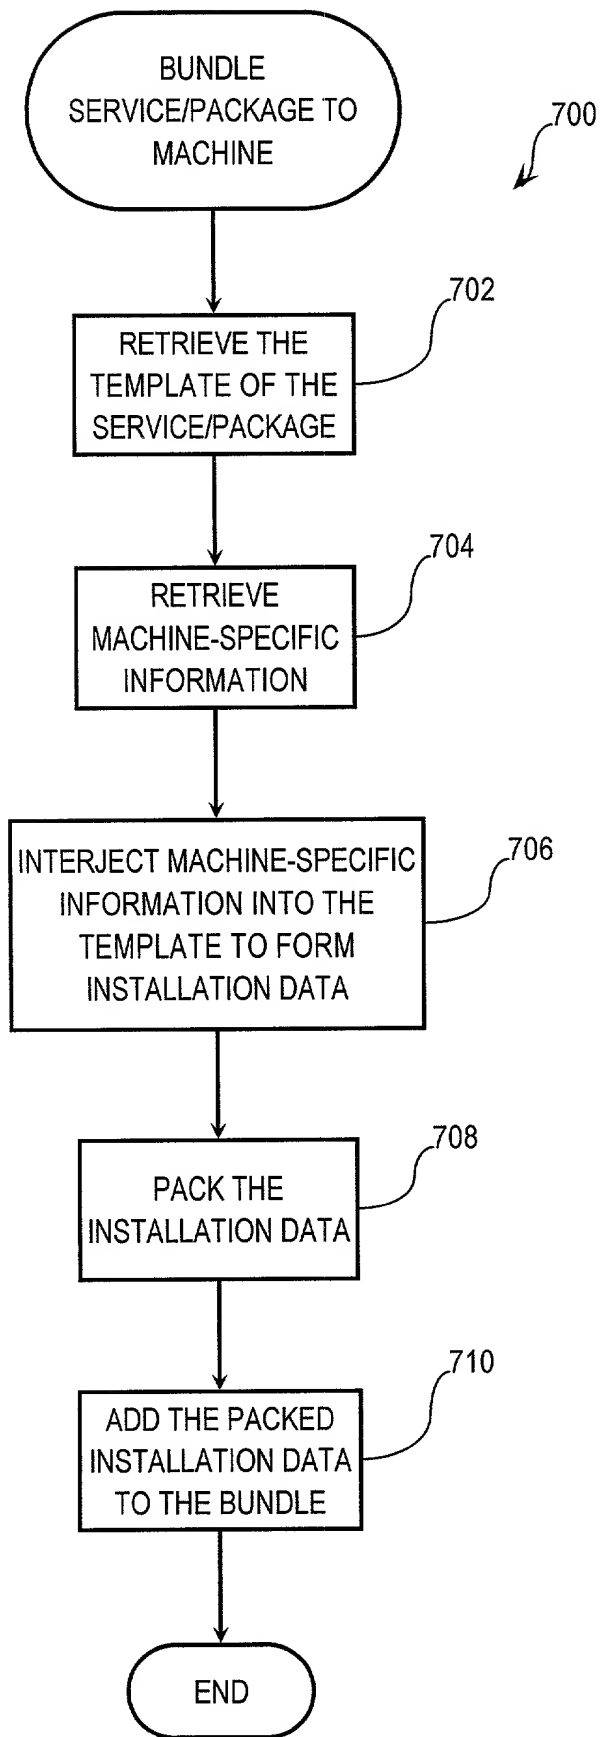 BUNDLE
SERVICE/PACKAGE TO
MACHINE
700
702
RETRIEVE THE
TEMPLATE OF THE
SERVICE/PACKAGE
704
RETRIEVE
MACHINE-SPECIFIC
INFORMATION
706
INTERJECT MACHINE-SPECIFIC
INFORMATION INTO THE
TEMPLATE TO FORM
INSTALLATION DATA
708
PACK THE
INSTALLATION DATA
710
ADD THE PACKED
INSTALLATION DATA
TO THE BUNDLE
END